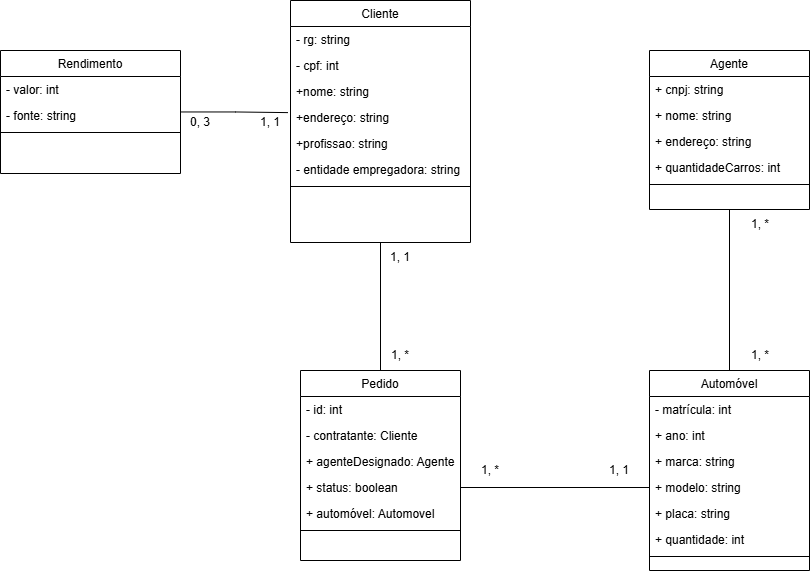 Cliente
- rg: string
- cpf: int
+nome: string
+endereço: string
+profissao: string
- entidade empregadora: string
Rendimento
- valor: int
- fonte: string
0, 3
1, 1
Agente
+ cnpj: string
+ nome: string
+ endereço: string
+ quantidadeCarros: int
1, 1
1, *
1, *
1, *
Pedido
- id: int
- contratante: Cliente
+ agenteDesignado: Agente
+ status: boolean
+ automóvel: Automovel
1, *
1, 1
Automóvel
- matrícula: int
+ ano: int
+ marca: string
+ modelo: string
+ placa: string
+ quantidade: int